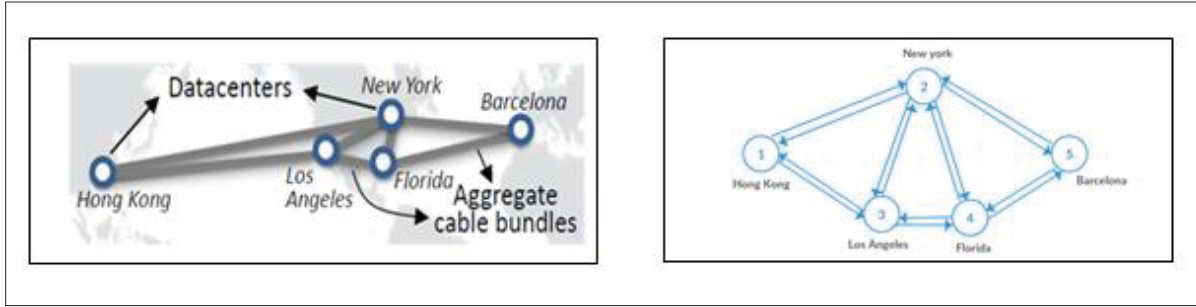 Datacenters
New York
Barcelona
Hong Kong
Los
Angeles
Florida
Aggregate
cable bundles
New york
2
1
5
Hong Kong
Barcelona
3
4
Los Angeles
Florida